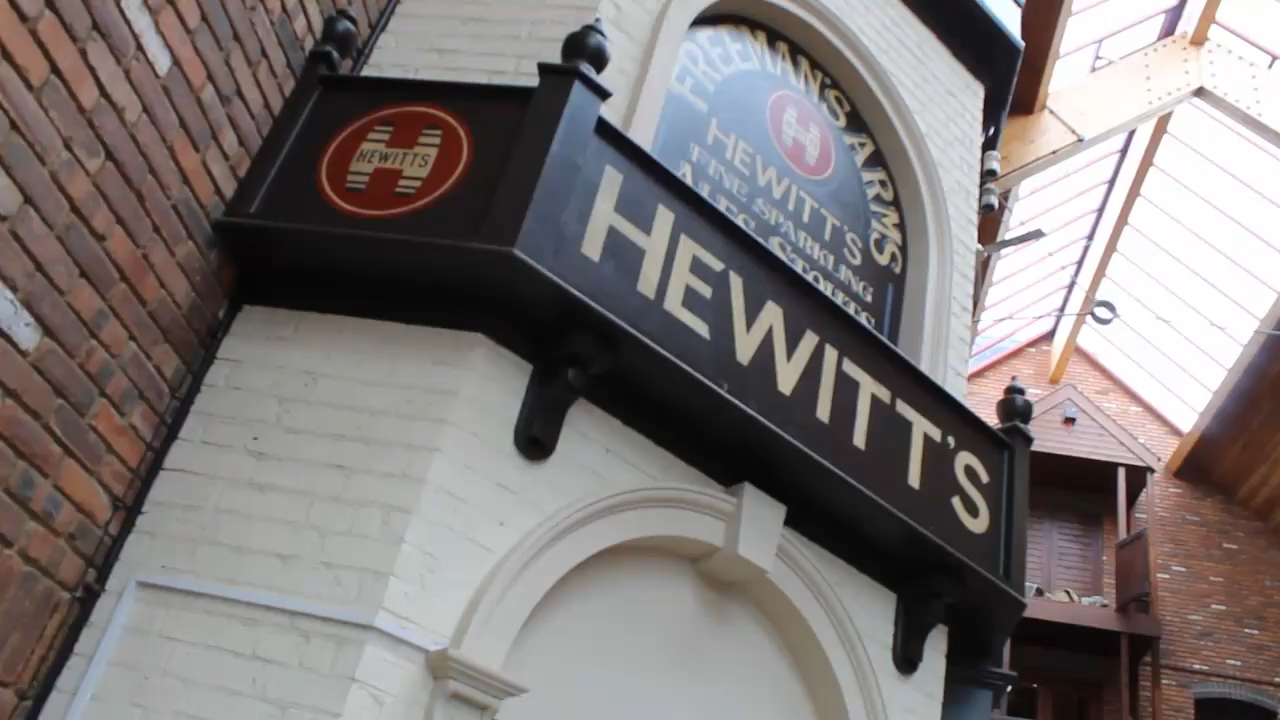 HEWITTS
H
FREEMAN'S ARMS
H
HEWITT'S
FINE SPARKLING
ALES & STOUTS
HEWITT'S